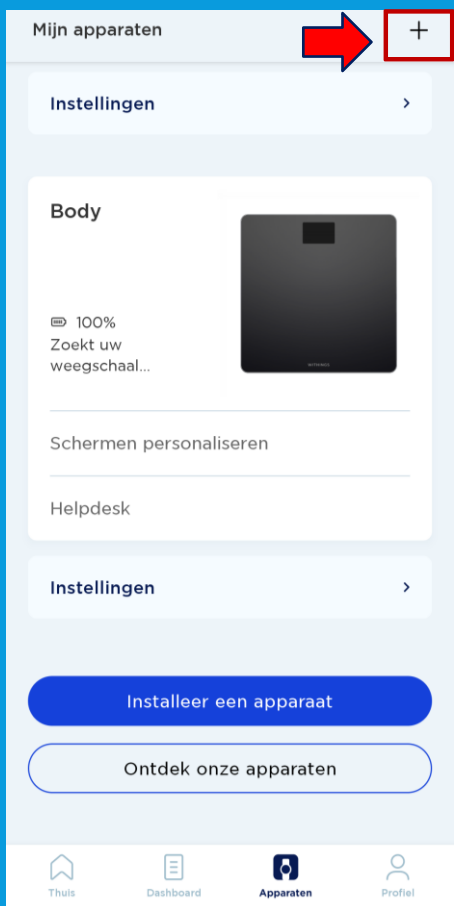 Mijn apparaten +
Instellingen >
Body
100%
Zoekt uw
weegschaal...
Schermen personaliseren
Helpdesk
Instellingen >
Installeer een apparaat
Ontdek onze apparaten
Thuis Dashboard Apparaten Profiel